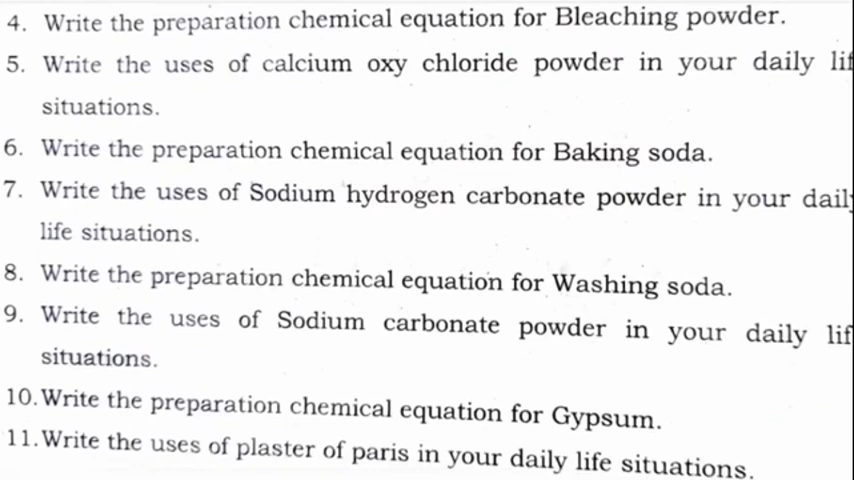 4. Write the preparation chemical equation for Bleaching powder.
5. Write the uses of calcium oxy chloride powder in your daily lif
situations.
6. Write the preparation chemical equation for Baking soda.
7. Write the uses of Sodium hydrogen carbonate powder in your daily
life situations.
8. Write the preparation chemical equation for Washing soda.
9. Write the uses of Sodium carbonate powder in your daily lif
situations.
10. Write the preparation chemical equation for Gypsum.
11. Write the uses of plaster of paris in your daily life situations.